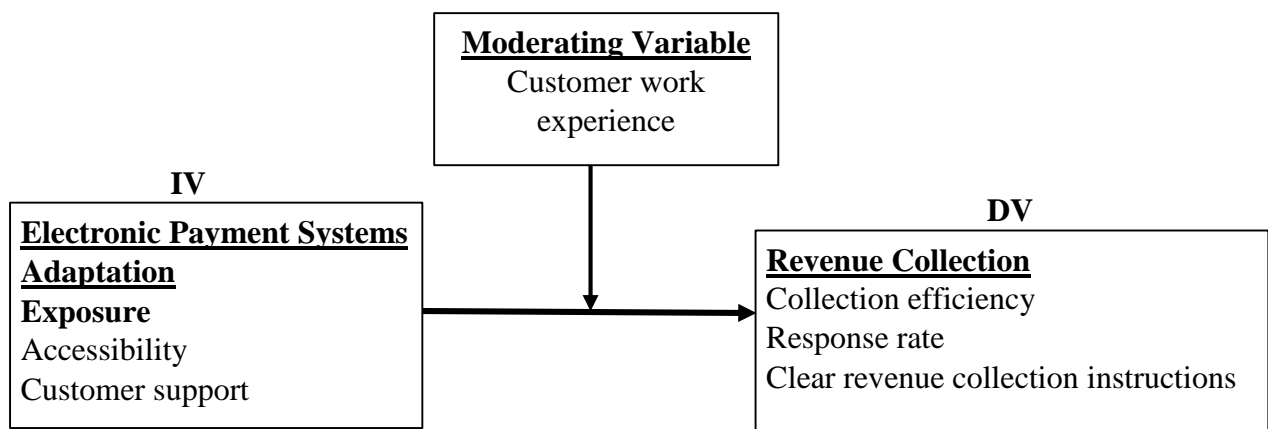 Moderating Variable
Customer work
experience
IV
Electronic Payment Systems
Adaptation
Exposure
Accessibility
Customer support
DV
Revenue Collection
Collection efficiency
Response rate
Clear revenue collection instructions